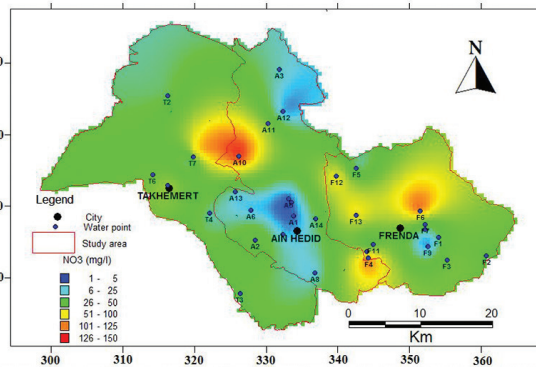 N
A3
T2
A12
A11
T7
A10
F5
T6
F12
TAKHEMERT
A13
A6
A1
T4
A14
F13
F6
A2
AIN HEDID
FRENDA
F1
F11
F9
F4
F3
F2
A8
T3
Legend
City
Water point
Study area
NO3 (mg/l)
1 - 5
6 - 25
26 - 50
51 - 100
101 - 125
126 - 150
0 10 20
Km
300 310 320 330 340 350 360